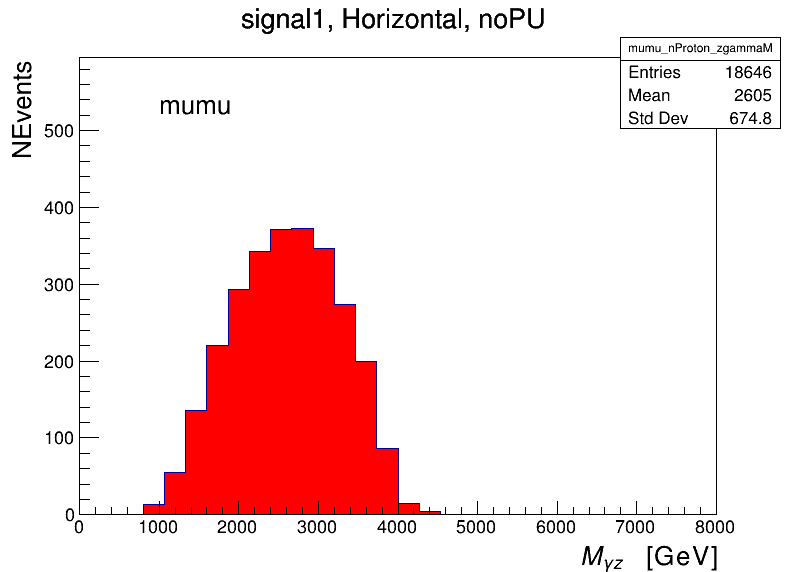 signal1, Horizontal, noPU
mumu_nProton_zgammaM
Entries 18646
Mean 2605
Std Dev 674.8
NEvents
mumu
500
400
300
200
100
0
0 1000 2000 3000 4000 5000 6000 7000 8000
Mγz [GeV]